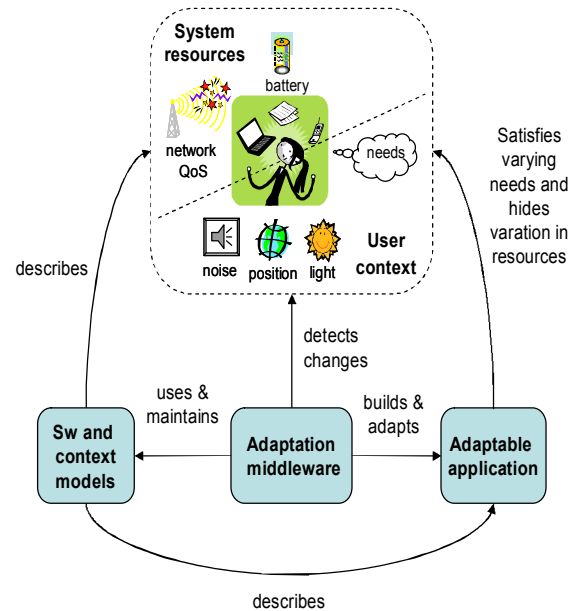 System
resources
battery
network
QoS
needs
Satisfies
varying
needs and
hides
varation in
resources
noise
position
light
User
context
describes
detects
changes
uses &
maintains
builds &
adapts
Sw and
context
models
Adaptation
middleware
Adaptable
application
describes